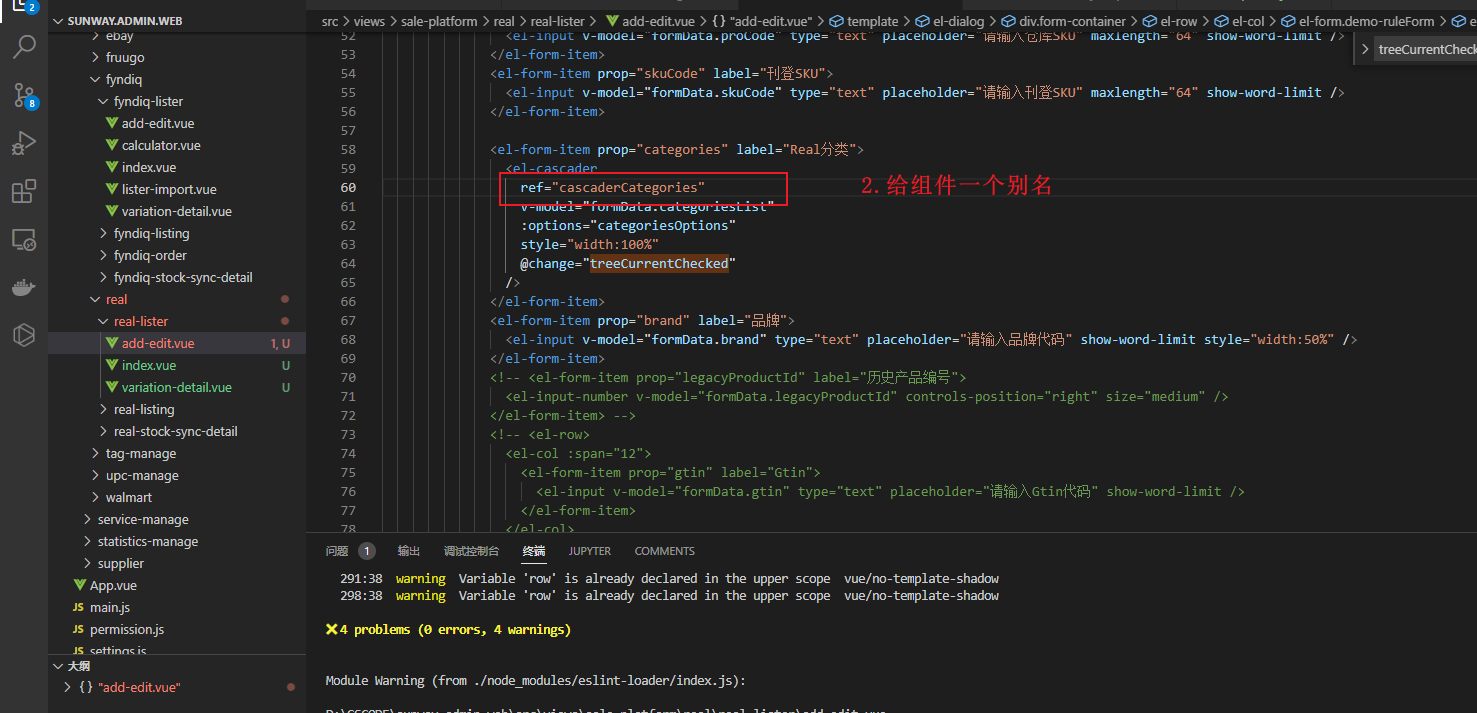 2
SUNWAY.ADMIN.WEB
src > views > sale-platform > real > real-lister > add-edit.vue > {} "add-edit.vue" > template > el-dialog > div.form-container > el-row > el-col > el-form.demo-ruleForm > e
ebay
fruugo
fyndiq
fyndiq-lister
add-edit.vue
calculator.vue
index.vue
lister-import.vue
variation-detail.vue
fyndiq-listing
fyndiq-order
fyndiq-stock-sync-detail
real
real-lister
add-edit.vue 1, U
index.vue U
variation-detail.vue U
real-listing
real-stock-sync-detail
tag-manage
upc-manage
walmart
service-manage
statistics-manage
supplier
App.vue
JS main.js
JS permission.js
JS settings.js
大纲
{} "add-edit.vue"
8
52 <el-input v-model="formData.proCode" type="text" placeholder="请输入仓库SKU" maxlength="64" show-word-limit />
53 </el-form-item>
54 <el-form-item prop="skuCode" label="刊登SKU">
55 <el-input v-model="formData.skuCode" type="text" placeholder="请输入刊登SKU" maxlength="64" show-word-limit />
56 </el-form-item>
57
58 <el-form-item prop="categories" label="Real分类">
59 <el-cascader
60 ref="cascaderCategories"
61 v-model="formData.categoriesList"
62 :options="categoriesOptions"
63 style="width:100%"
64 @change="treeCurrentChecked"
65 />
66 </el-form-item>
67 <el-form-item prop="brand" label="品牌">
68 <el-input v-model="formData.brand" type="text" placeholder="请输入品牌代码" show-word-limit style="width:50%" />
69 </el-form-item>
70 <!-- <el-form-item prop="legacyProductId" label="历史产品编号">
71 <el-input-number v-model="formData.legacyProductId" controls-position="right" size="medium" />
72 </el-form-item> -->
73 <!-- <el-row>
74 <el-col :span="12">
75 <el-form-item prop="gtin" label="Gtin">
76 <el-input v-model="formData.gtin" type="text" placeholder="请输入Gtin代码" show-word-limit />
77 </el-form-item>
78 </el-col>
2.给组件一个别名
treeCurrentCheck
问题 1 输出 调试控制台 终端 JUPYTER COMMENTS
291:38 warning Variable 'row' is already declared in the upper scope vue/no-template-shadow
298:38 warning Variable 'row' is already declared in the upper scope vue/no-template-shadow
✖ 4 problems (0 errors, 4 warnings)
Module Warning (from ./node_modules/eslint-loader/index.js):